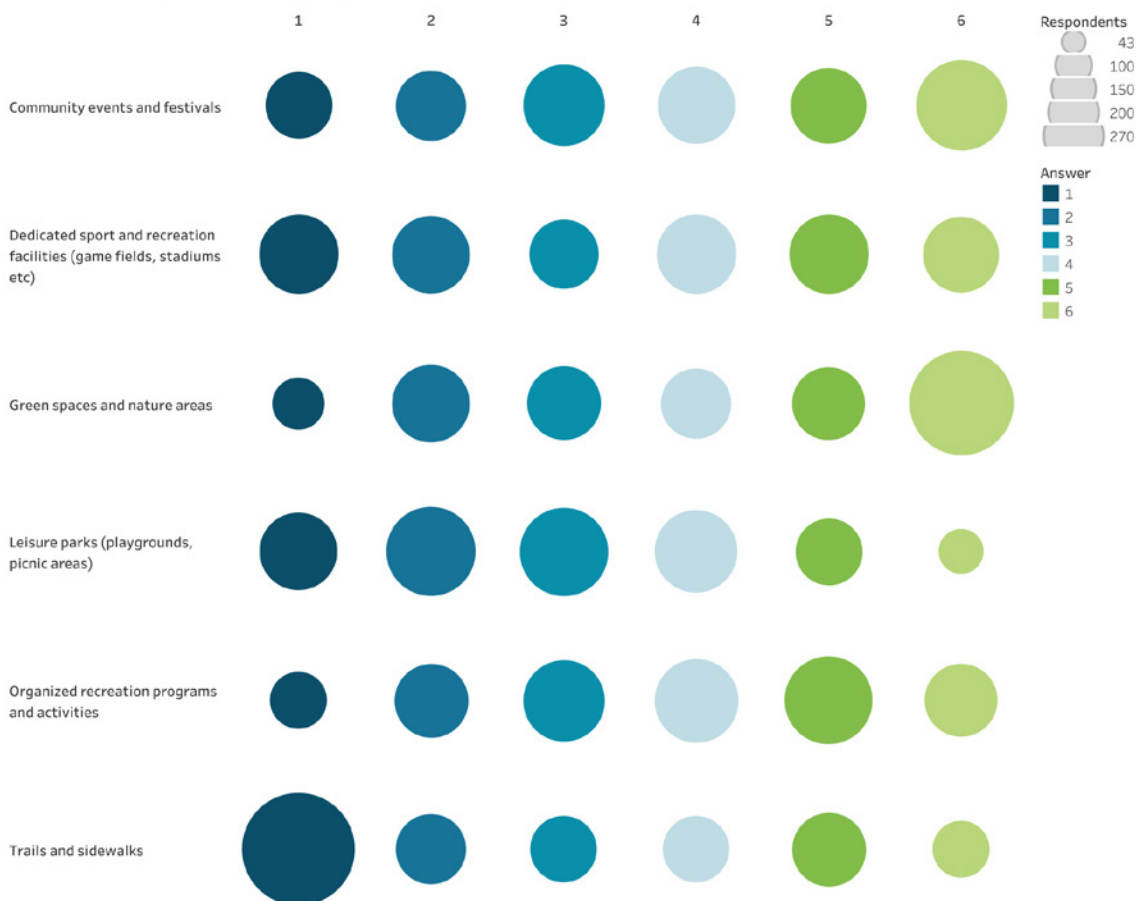 1 2 3 4 5 6
Respondents
43
100
150
200
270
Answer
1
2
3
4
5
6
Community events and festivals
Dedicated sport and recreation
facilities (game fields, stadiums
etc)
Green spaces and nature areas
Leisure parks (playgrounds,
picnic areas)
Organized recreation programs
and activities
Trails and sidewalks